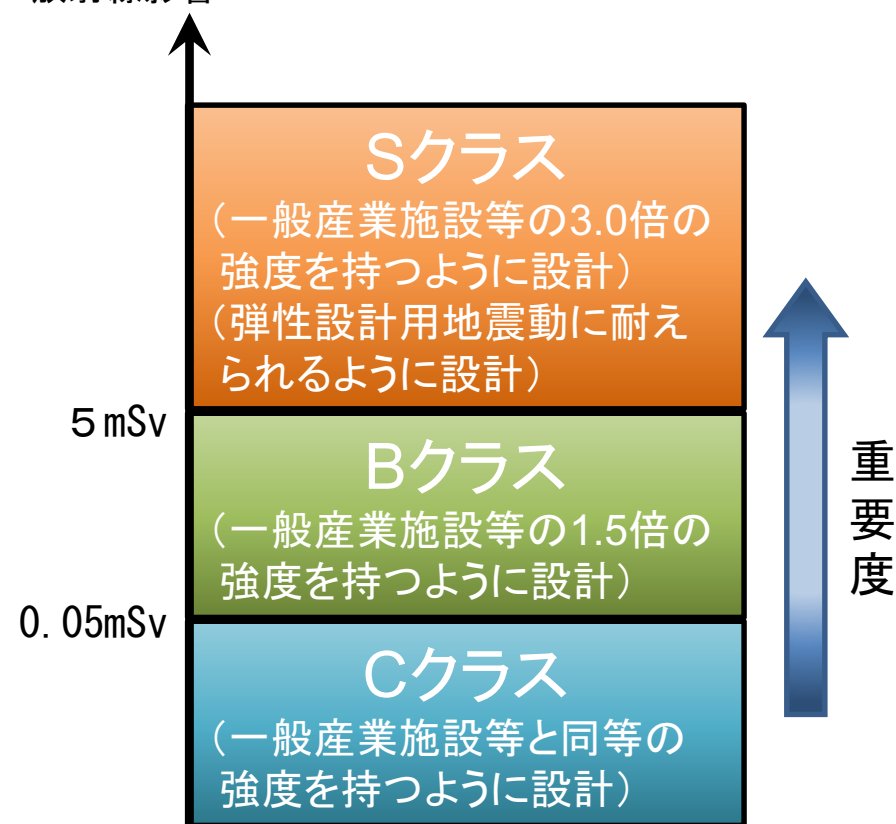 Sクラス
（一般産業施設等の3.0倍の
強度を持つように設計）
（弾性設計用地震動に耐え
られるように設計）
５mSv
Bクラス
（一般産業施設等の1.5倍の
強度を持つように設計）
0.05mSv
Cクラス
（一般産業施設等と同等の
強度を持つように設計）
重要度